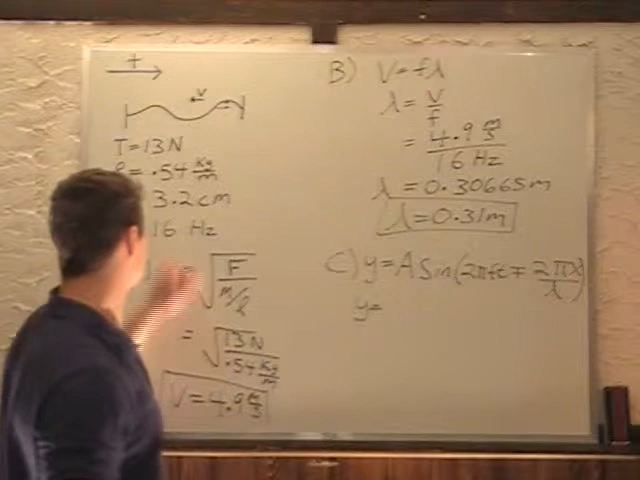 +
v
T=13N
=.54 Kg/m
3.2cm
16 Hz
= √(F/(m/l))
= √(13N/(.54 Kg/m))
V=4.9 m/s
B) V=fλ
λ = V/f
= 4.9 m/s / 16 Hz
λ = 0.30665m
λ=0.31m
C) y=A Sin(2πft ∓ 2πx/λ)
y=